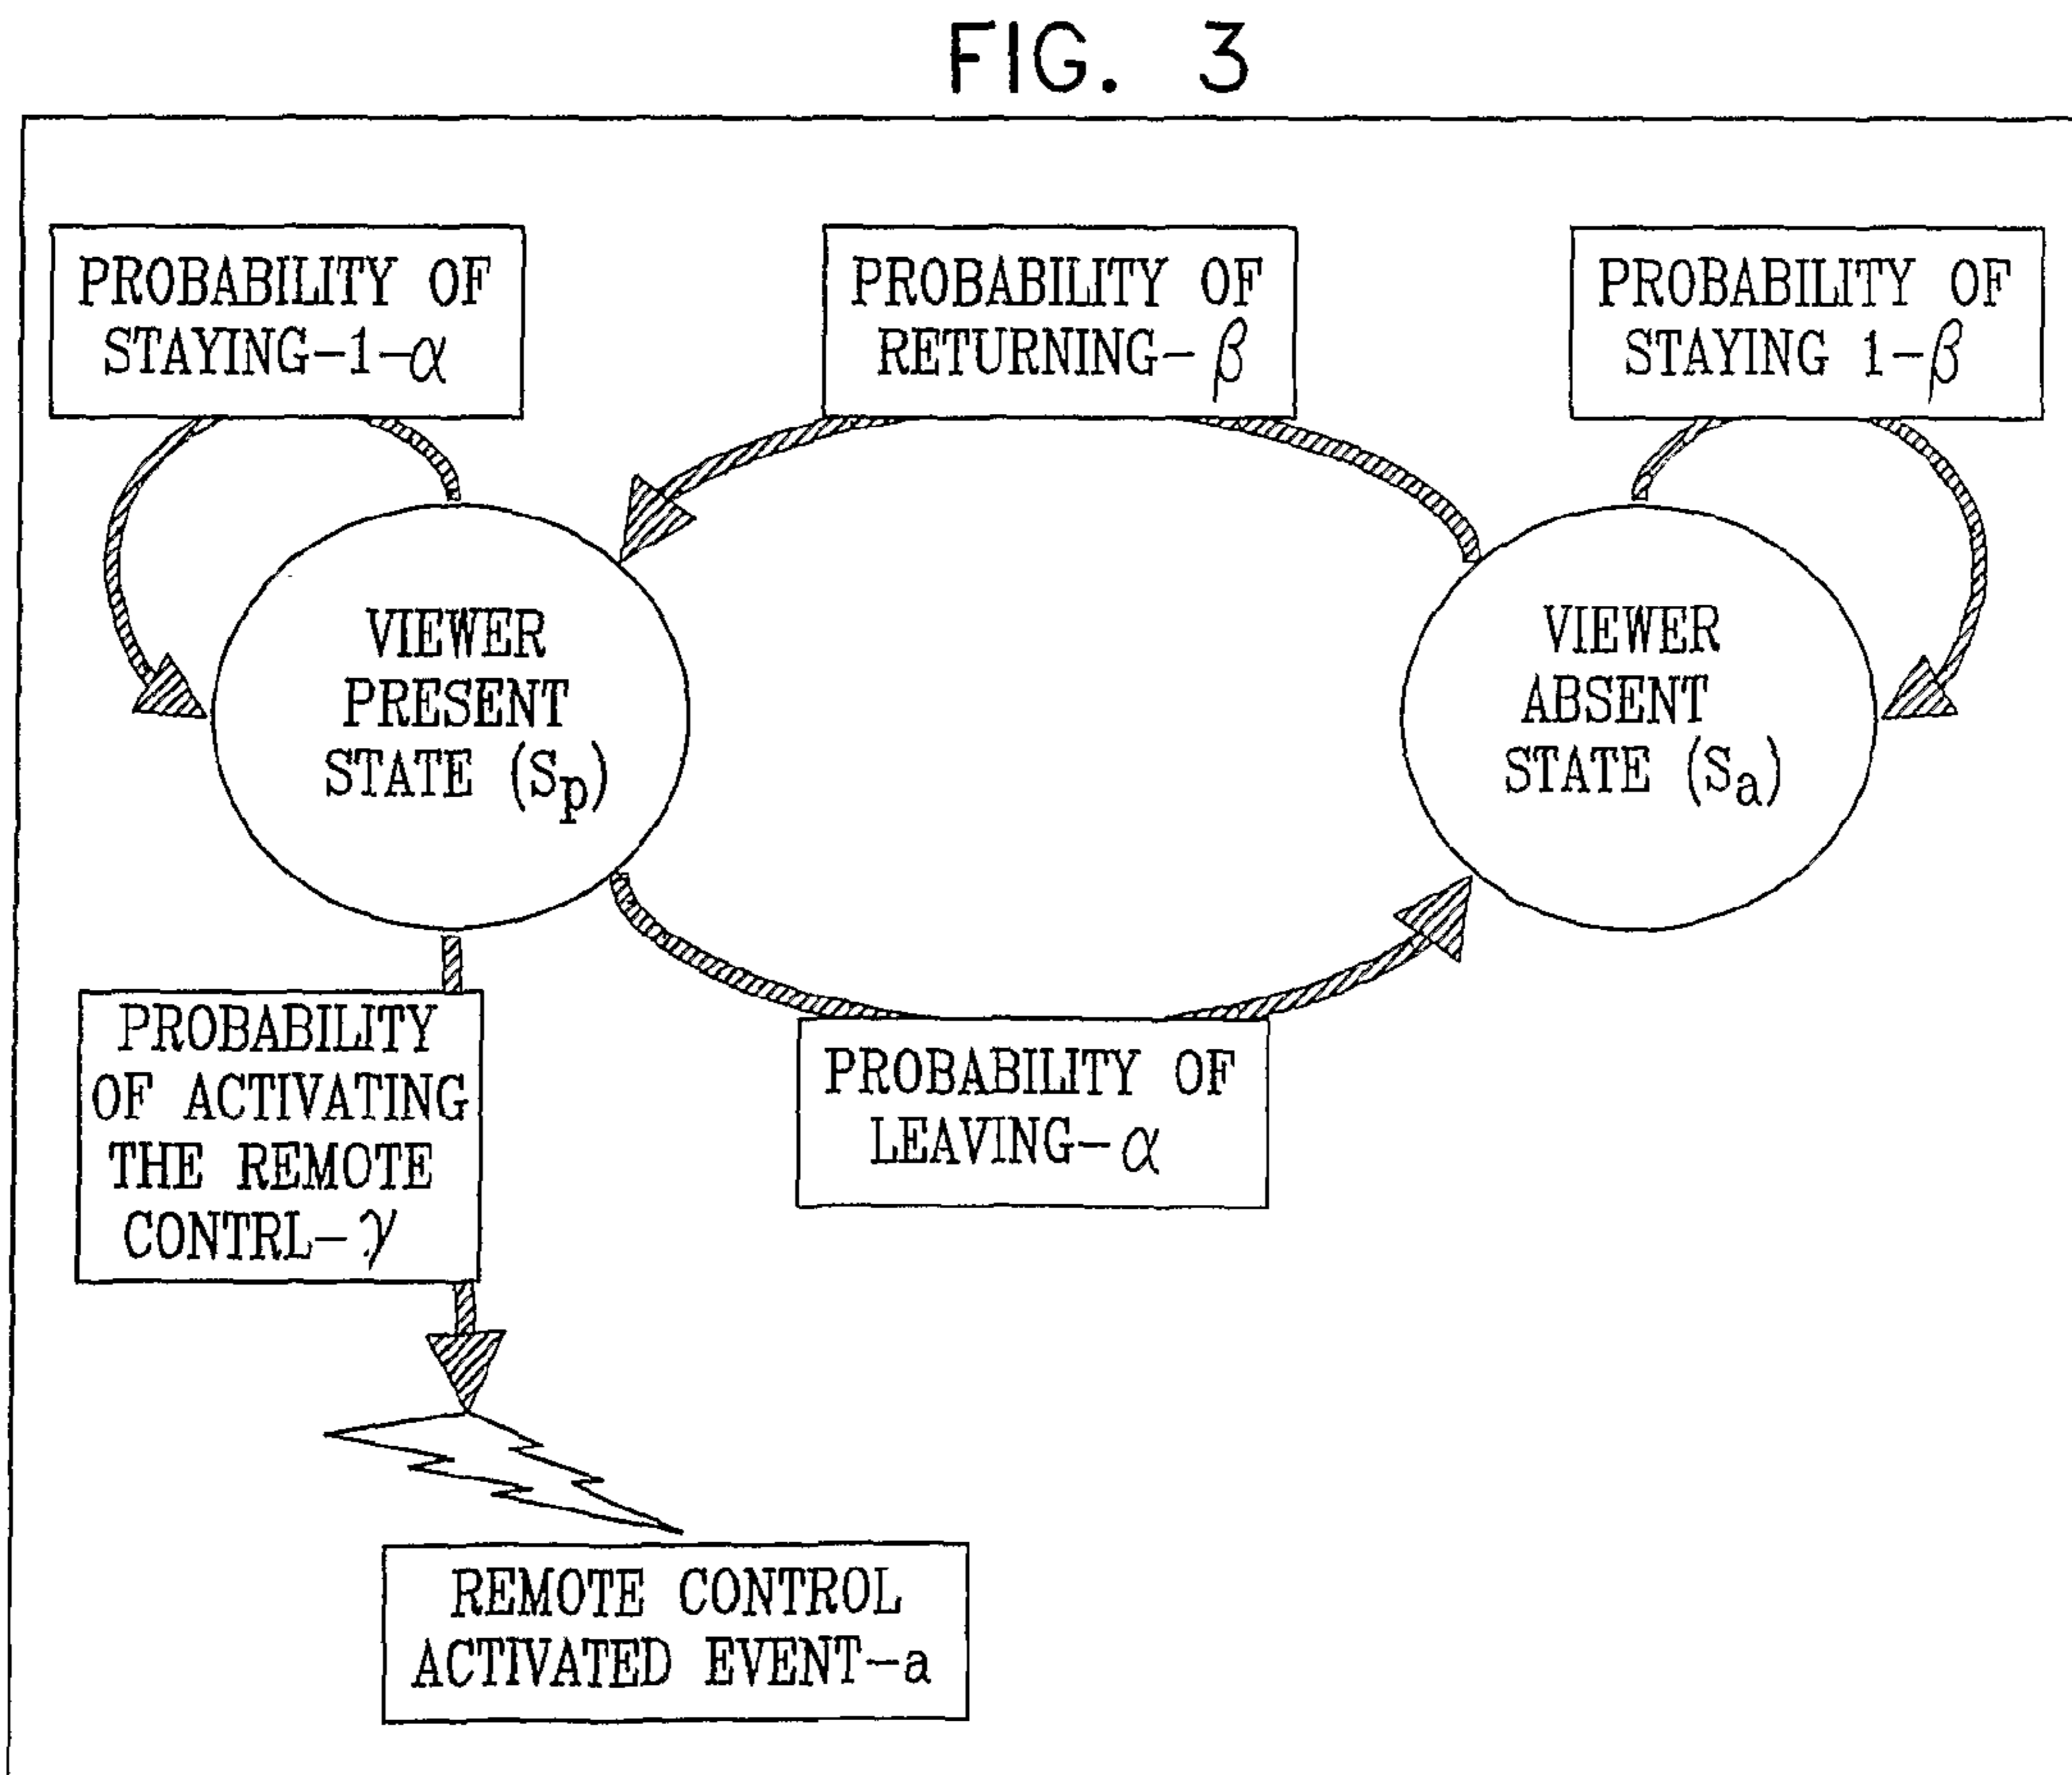 FIG. 3
PROBABILITY OF
STAYING-1-α
PROBABILITY OF
RETURNING-β
PROBABILITY OF
STAYING 1-β
VIEWER
PRESENT
STATE (Sp)
VIEWER
ABSENT
STATE (Sa)
PROBABILITY
OF ACTIVATING
THE REMOTE
CONTRL-γ
PROBABILITY OF
LEAVING-α
REMOTE CONTROL
ACTIVATED EVENT-a